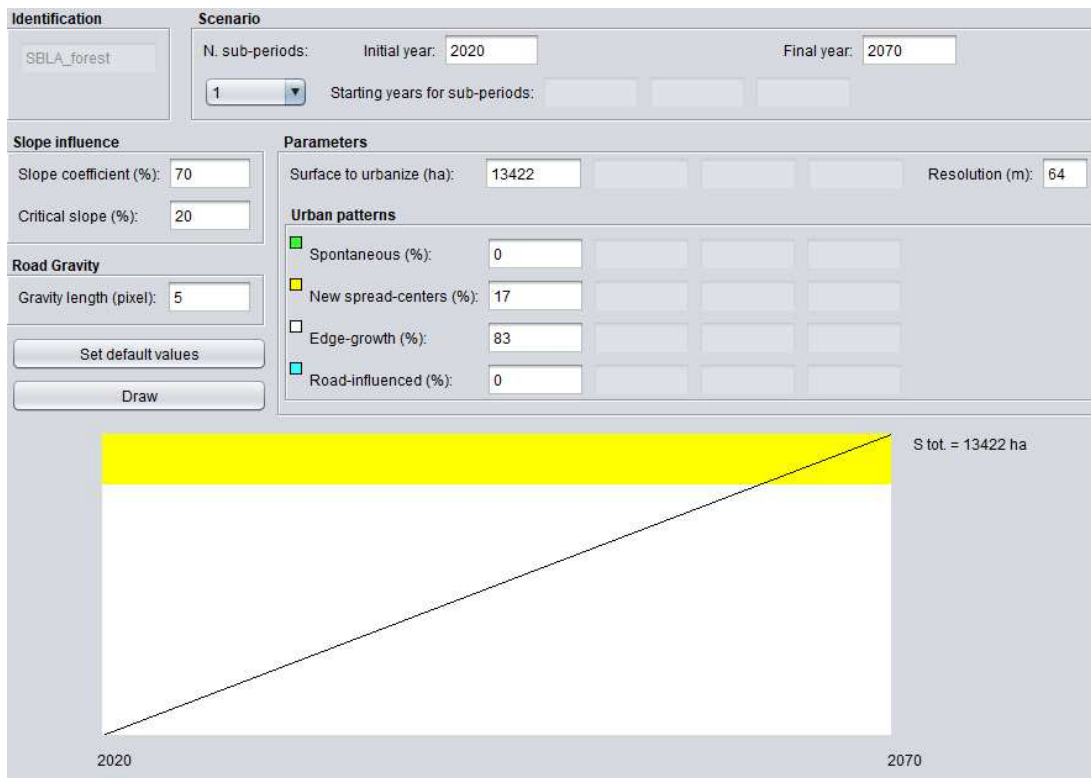 Identification
SBLA_forest
Scenario
N. sub-periods: Initial year: 2020 Final year: 2070
1 Starting years for sub-periods:
Slope influence
Slope coefficient (%): 70
Critical slope (%): 20
Road Gravity
Gravity length (pixel): 5
Set default values
Draw
Parameters
Surface to urbanize (ha): 13422 Resolution (m): 64
Urban patterns
Spontaneous (%): 0
New spread-centers (%): 17
Edge-growth (%): 83
Road-influenced (%): 0
S tot. = 13422 ha
2020 2070